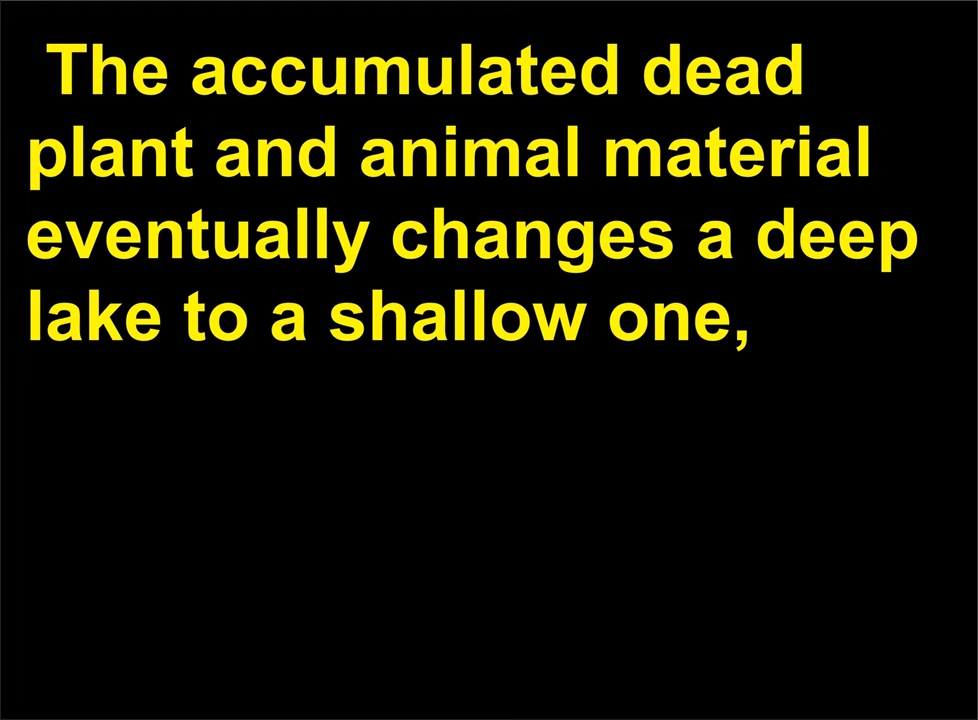 The accumulated dead
plant and animal material
eventually changes a deep
lake to a shallow one,